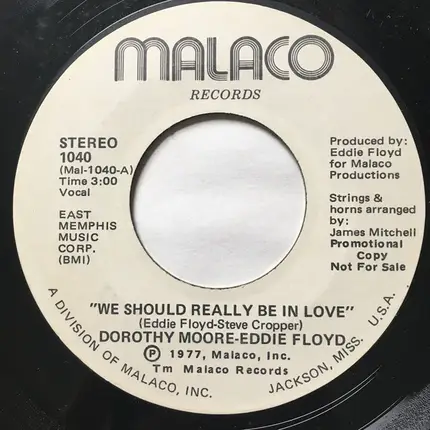 MALACO
RECORDS
STEREO
1040
(Mal-1040-A)
Time 3:00
Vocal
EAST
MEMPHIS
MUSIC
CORP.
(BMI)
Produced by:
Eddie Floyd
for Malaco
Productions
Strings &
horns arranged
by:
James Mitchell
Promotional
Copy
Not For Sale
"WE SHOULD REALLY BE IN LOVE"
(Eddie Floyd-Steve Cropper)
DOROTHY MOORE-EDDIE FLOYD
Ⓟ 1977, Malaco, Inc.
Tm Malaco Records
A DIVISION OF MALACO, INC. JACKSON, MISS. U.S.A.